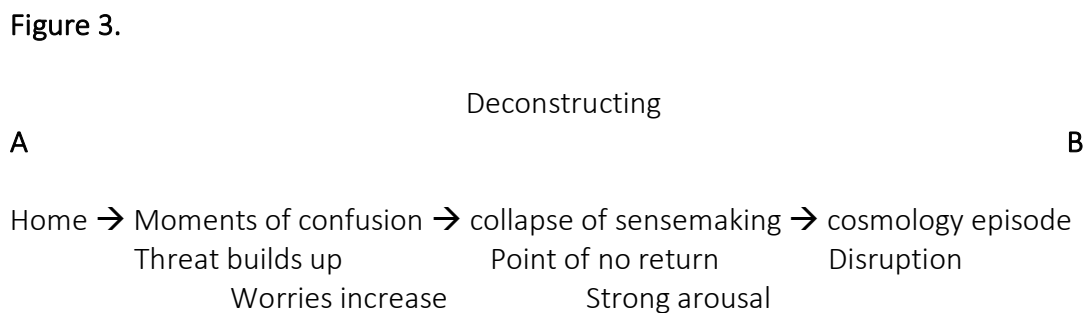 Figure 3.
Deconstructing
A B
Home → Moments of confusion → collapse of sensemaking → cosmology episode
Threat builds up Point of no return Disruption
Worries increase Strong arousal